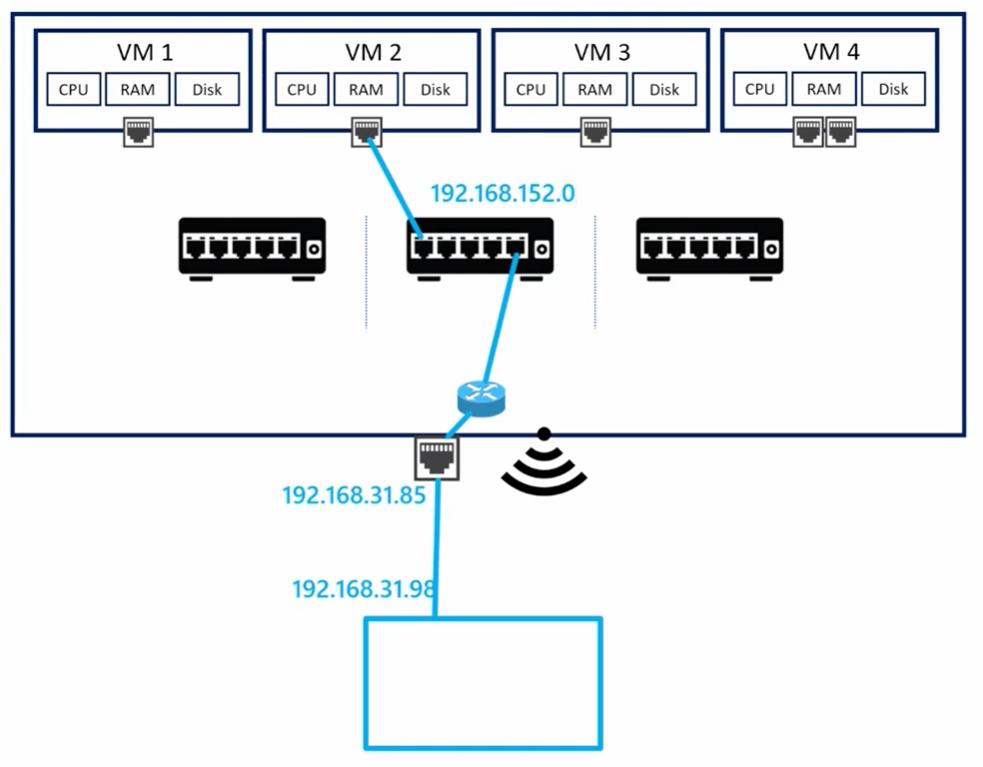 VM 1
CPU RAM Disk
VM 2
CPU RAM Disk
VM 3
CPU RAM Disk
VM 4
CPU RAM Disk
192.168.152.0
192.168.31.85
192.168.31.98